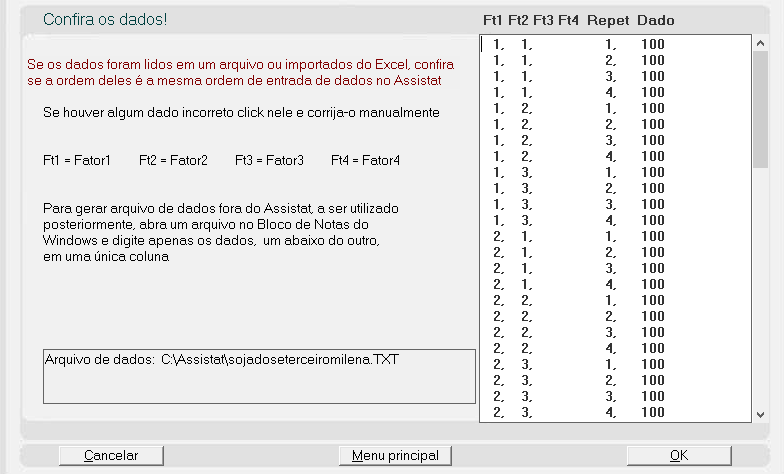 Confira os dados!
Se os dados foram lidos em um arquivo ou importados do Excel, confira
se a ordem deles é a mesma ordem de entrada de dados no Assistat
Se houver algum dado incorreto click nele e corrija-o manualmente
Ft1 = Fator1 Ft2 = Fator2 Ft3 = Fator3 Ft4 = Fator4
Para gerar arquivo de dados fora do Assistat, a ser utilizado
posteriormente, abra um arquivo no Bloco de Notas do
Windows e digite apenas os dados, um abaixo do outro,
em uma única coluna
Arquivo de dados: C:\Assistat\sojadoseterceiromilena.TXT
Ft1 Ft2 Ft3 Ft4 Repet Dado
1, 1, 1, 100
1, 1, 2, 100
1, 1, 3, 100
1, 1, 4, 100
1, 2, 1, 100
1, 2, 2, 100
1, 2, 3, 100
1, 2, 4, 100
1, 3, 1, 100
1, 3, 2, 100
1, 3, 3, 100
1, 3, 4, 100
2, 1, 1, 100
2, 1, 2, 100
2, 1, 3, 100
2, 1, 4, 100
2, 2, 1, 100
2, 2, 2, 100
2, 2, 3, 100
2, 2, 4, 100
2, 3, 1, 100
2, 3, 2, 100
2, 3, 3, 100
2, 3, 4, 100
Cancelar
Menu principal
OK